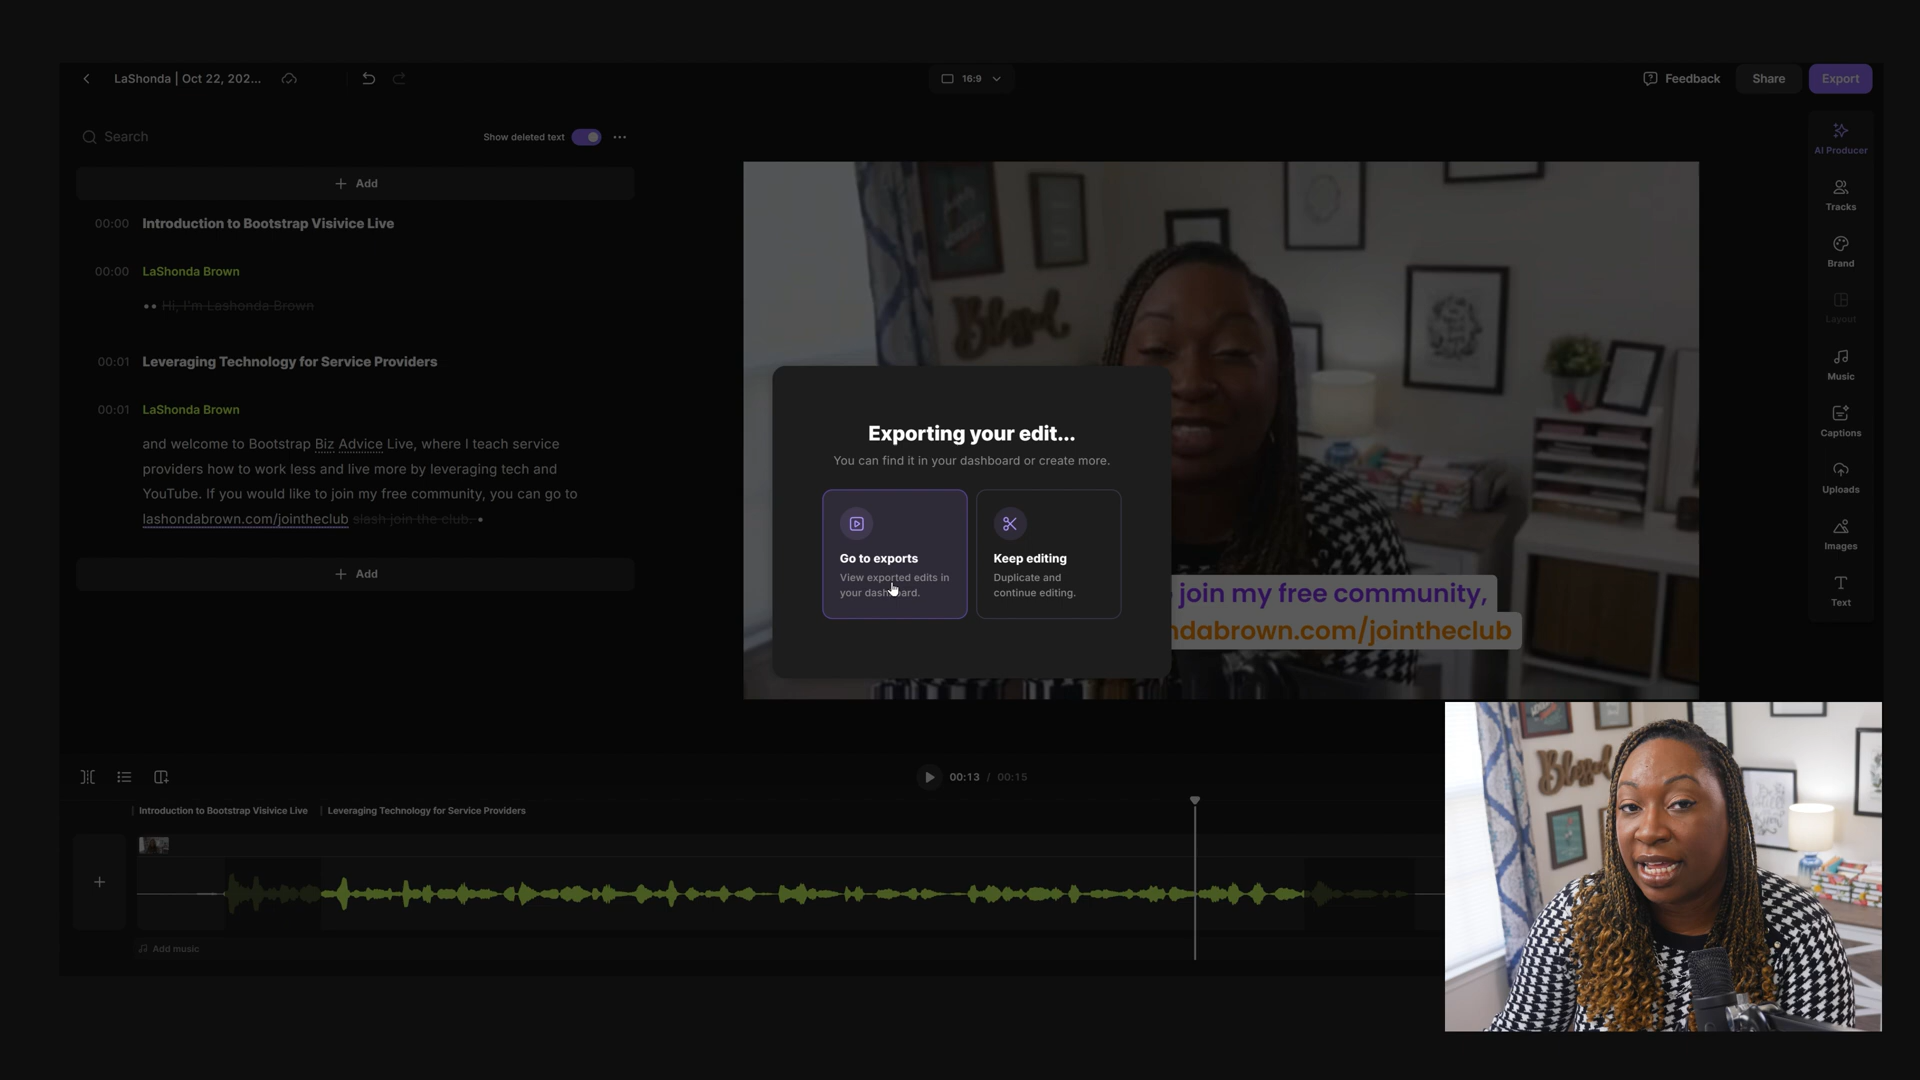 LaShonda | Oct 22, 202...
16:9
Feedback
Share
Export
Search
Show deleted text
Add
00:00 Introduction to Bootstrap Visivice Live
00:00 LaShonda Brown
Hi, I'm Lashonda Brown
00:01 Leveraging Technology for Service Providers
00:01 LaShonda Brown
and welcome to Bootstrap Biz Advice Live, where I teach service
providers how to work less and live more by leveraging tech and
YouTube. If you would like to join my free community, you can go to
lashondabrown.com/jointheclub slash join the club.
Add
Blessed
Exporting your edit...
You can find it in your dashboard or create more.
Go to exports
View exported edits in
your dashboard.
Keep editing
Duplicate and
continue editing.
join my free community,
ndabrown.com/jointheclub
AI Producer
Tracks
Brand
Layout
Music
Captions
Uploads
Images
Text
00:13 / 00:15
Introduction to Bootstrap Visivice Live
Leveraging Technology for Service Providers
Add music
Blessed